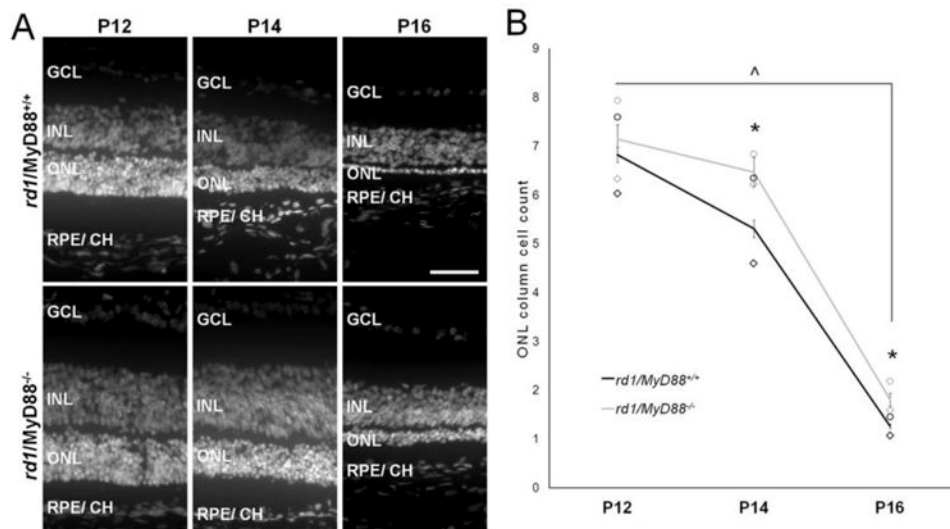 A
P12
P14
P16
rd1/MyD88+/+
GCL
INL
ONL
RPE/ CH
GCL
INL
ONL
RPE/ CH
GCL
INL
ONL
RPE/ CH
rd1/MyD88-/-
GCL
INL
ONL
RPE/ CH
GCL
INL
ONL
RPE/ CH
GCL
INL
ONL
RPE/ CH
B
ONL column cell count
9
8
7
6
5
4
3
2
1
0
^
*
*
rd1/MyD88+/+
rd1/MyD88-/-
P12
P14
P16